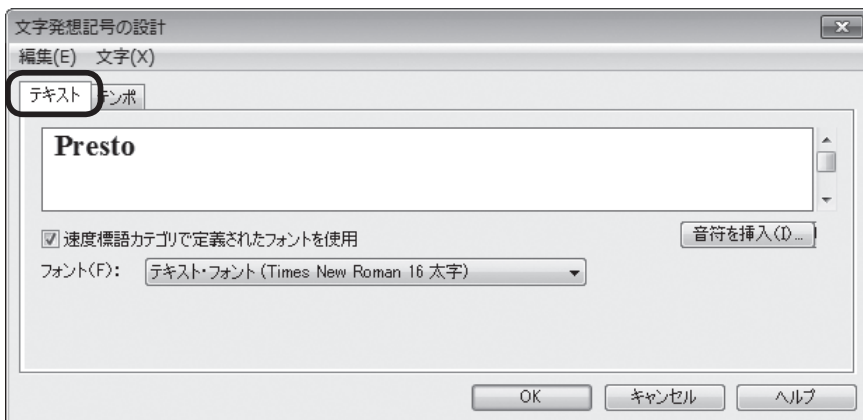 文字発想記号の設計
編集(E) 文字(X)
テキスト テンポ
Presto
速度標語カテゴリで定義されたフォントを使用
音符を挿入(I)...
フォント(F): テキスト・フォント (Times New Roman 16 太字)
OK キャンセル ヘルプ